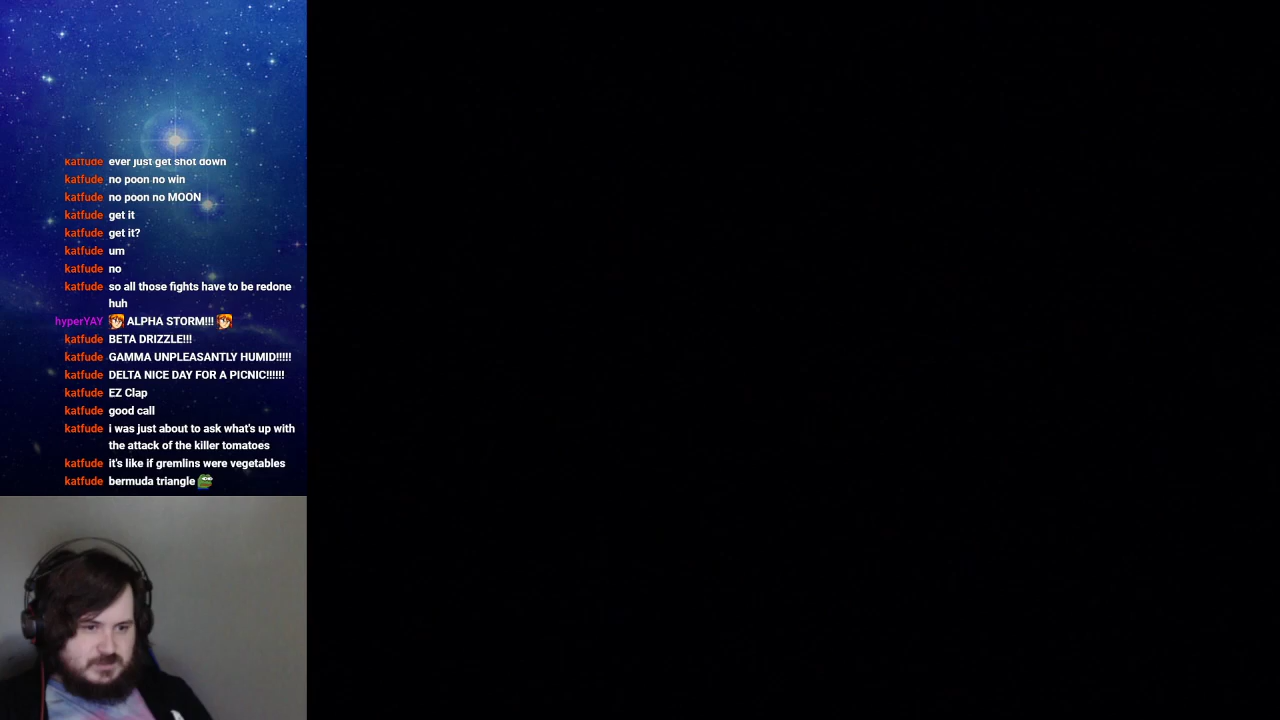 katfude ever just get shot down
katfude no poon no win
katfude no poon no MOON
katfude get it
katfude get it?
katfude um
katfude no
katfude so all those fights have to be redone
huh
hyperYAY ALPHA STORM!!!
katfude BETA DRIZZLE!!!
katfude GAMMA UNPLEASANTLY HUMID!!!!!
katfude DELTA NICE DAY FOR A PICNIC!!!!!!
katfude EZ Clap
katfude good call
katfude i was just about to ask what's up with
the attack of the killer tomatoes
katfude it's like if gremlins were vegetables
katfude bermuda triangle